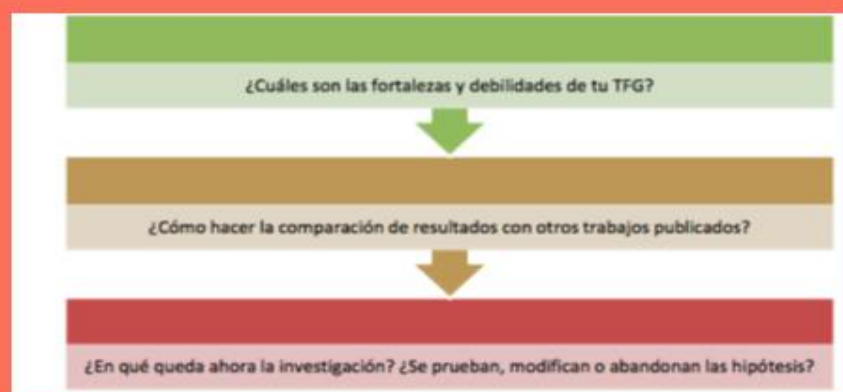 ¿Cuáles son las fortalezas y debilidades de tu TFG?
¿Cómo hacer la comparación de resultados con otros trabajos publicados?
¿En qué queda ahora la investigación? ¿Se prueban, modifican o abandonan las hipótesis?